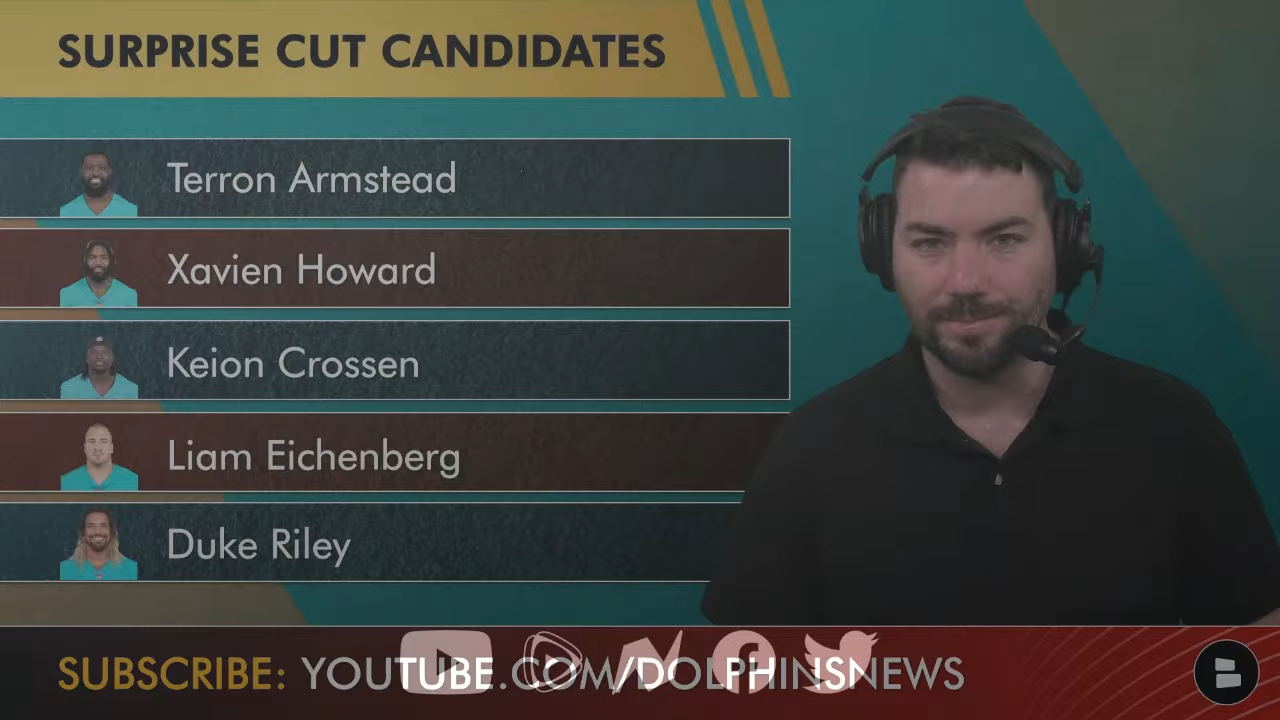 SURPRISE CUT CANDIDATES
Terron Armstead
Xavien Howard
Keion Crossen
Liam Eichenberg
Duke Riley
SUBSCRIBE: YOUTUBE.COM/DOLPHINSNEWS